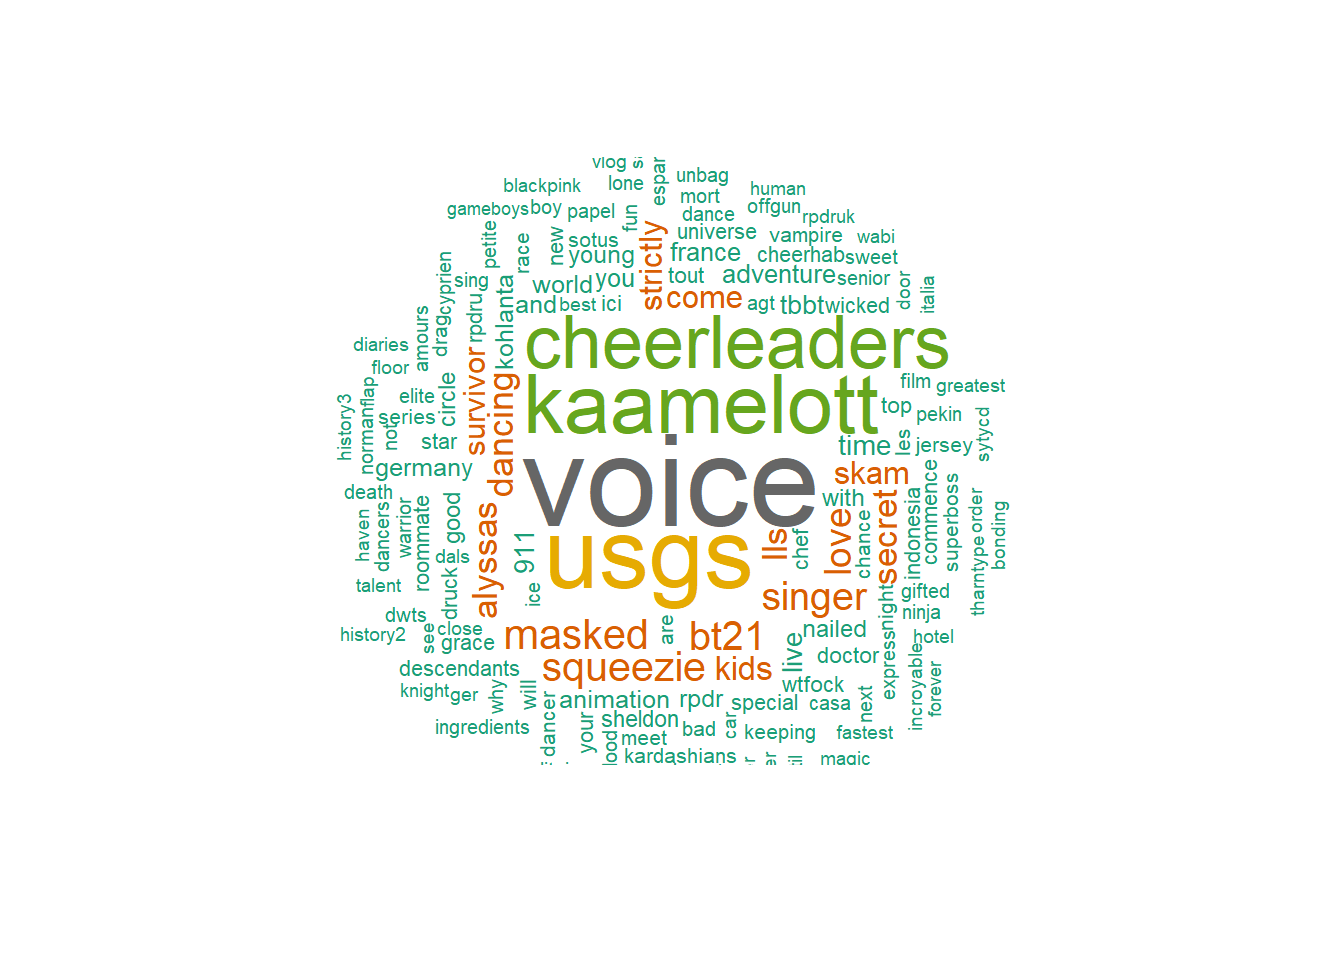 vlog
si
espar
unbag
blackpink
lone
mort
human
gameboys
boy
papel
fun
dance
offgun
rpdruk
petite
race
new
sotus
young
strictly
universe
france
vampire
wabi
cheerhab
sweet
cyprien
sing
world
you
tout
adventure
senior
door
italia
drag
rpdru
kohlanta
and
best
ici
come
agt
tbbt
wicked
amours
diaries
floor
cheerleaders
survivor
dancing
kaamelott
film
greatest
history3
normanflap
elite
circle
series
not
star
top
pekin
les
jersey
sytycd
germany
voice
time
skam
death
haven
dancers
warrior
roommate
good
alyssas
911
with
love
secret
indonesia
commence
superboss
order
tharntype
bonding
dals
usgs
lls
chef
chance
talent
druck
ice
singer
night
gifted
ninja
dwts
history2
see
close
grace
masked
are
bt21
live
nailed
hotel
descendants
squeezie
kids
doctor
express
incroyable
forever
knight
ger
why
will
animation
rpdr
special
wtfock
casa
next
ingredients
dancer
your
sheldon
lood
meet
bad
car
keeping
fastest
kardashians
magic